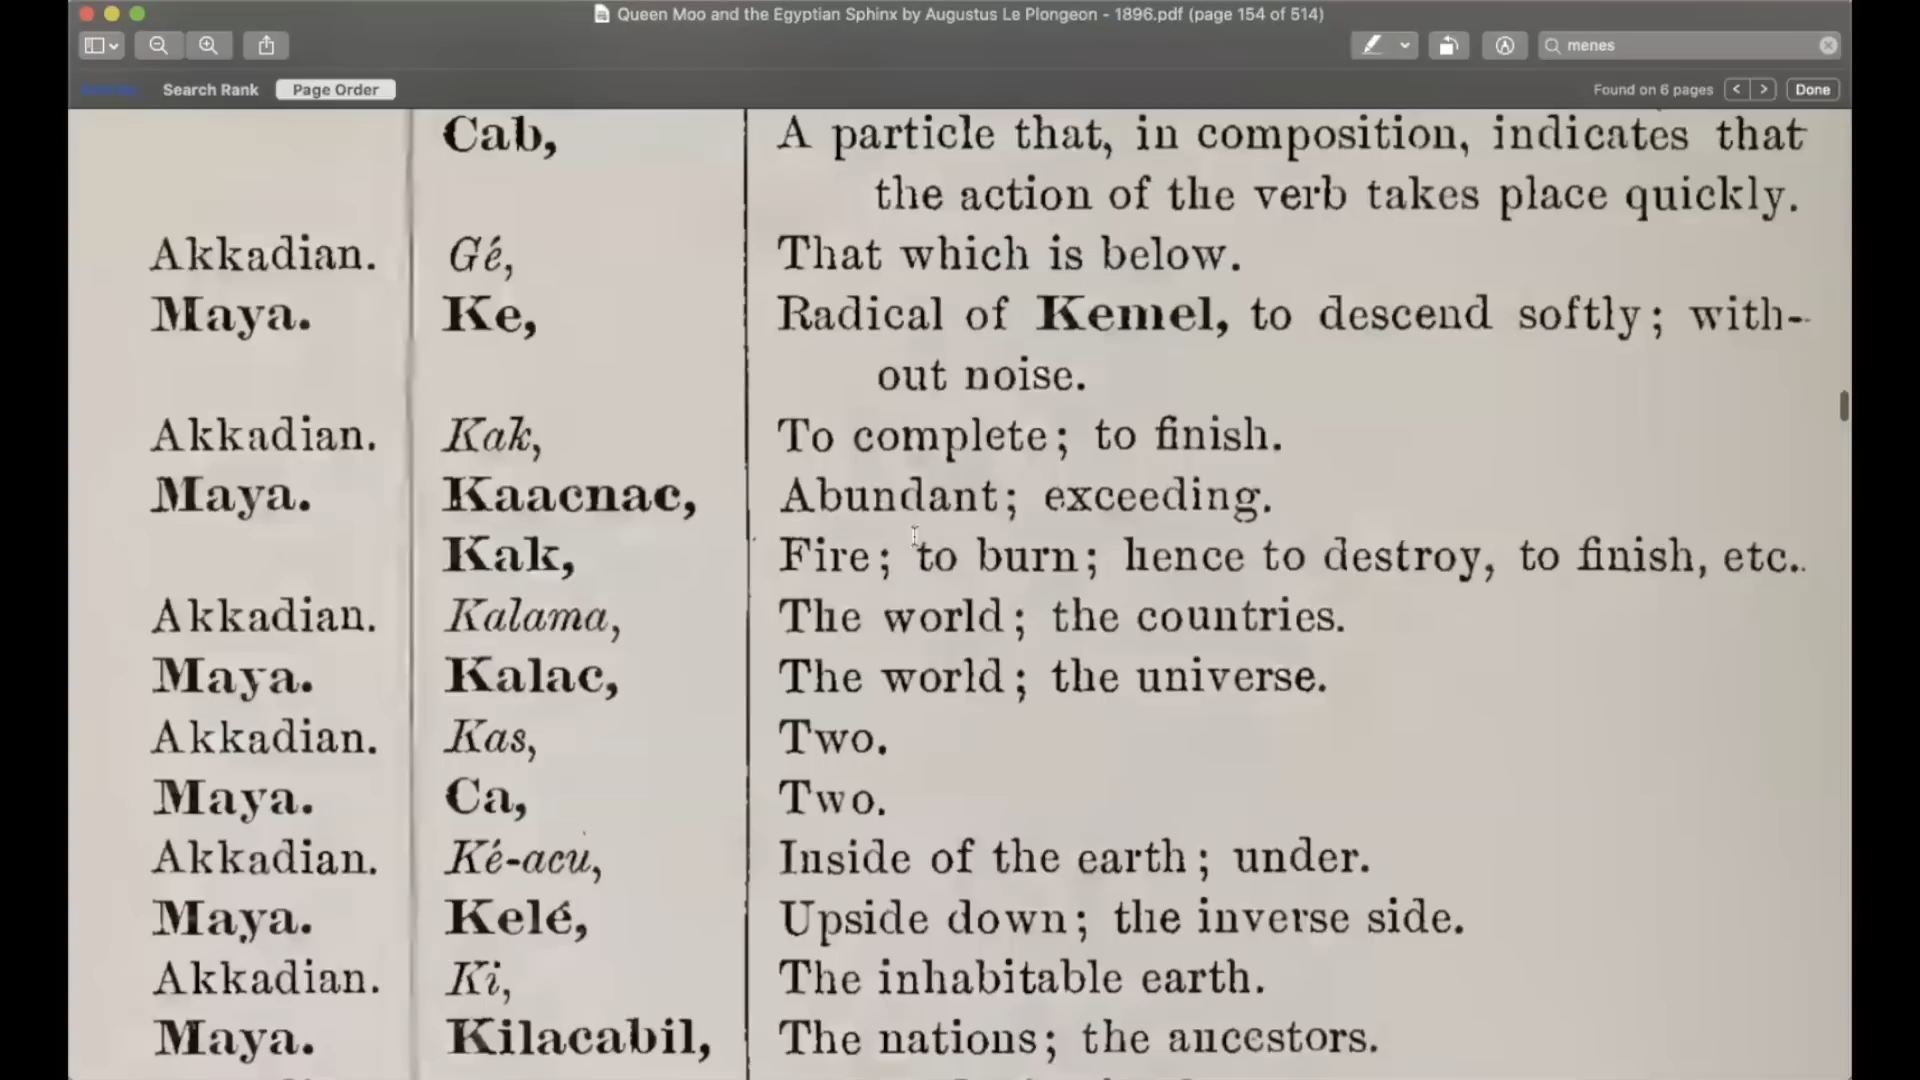 Queen Moo and the Egyptian Sphinx by Augustus Le Plongeon - 1896.pdf (page 154 of 514)
menes
Search Rank Page Order Found on 6 pages < > Done
Cab, A particle that, in composition, indicates that
the action of the verb takes place quickly.
Akkadian. Gé, That which is below.
Maya. Ke, Radical of Kemel, to descend softly; with-
out noise.
Akkadian. Kak, To complete; to finish.
Maya. Kaacnac, Abundant; exceeding.
Kak, Fire; to burn; hence to destroy, to finish, etc.
Akkadian. Kalama, The world; the countries.
Maya. Kalac, The world; the universe.
Akkadian. Kas, Two.
Maya. Ca, Two.
Akkadian. Ké-acu, Inside of the earth; under.
Maya. Kelé, Upside down; the inverse side.
Akkadian. Ki, The inhabitable earth.
Maya. Kilacabil, The nations; the ancestors.